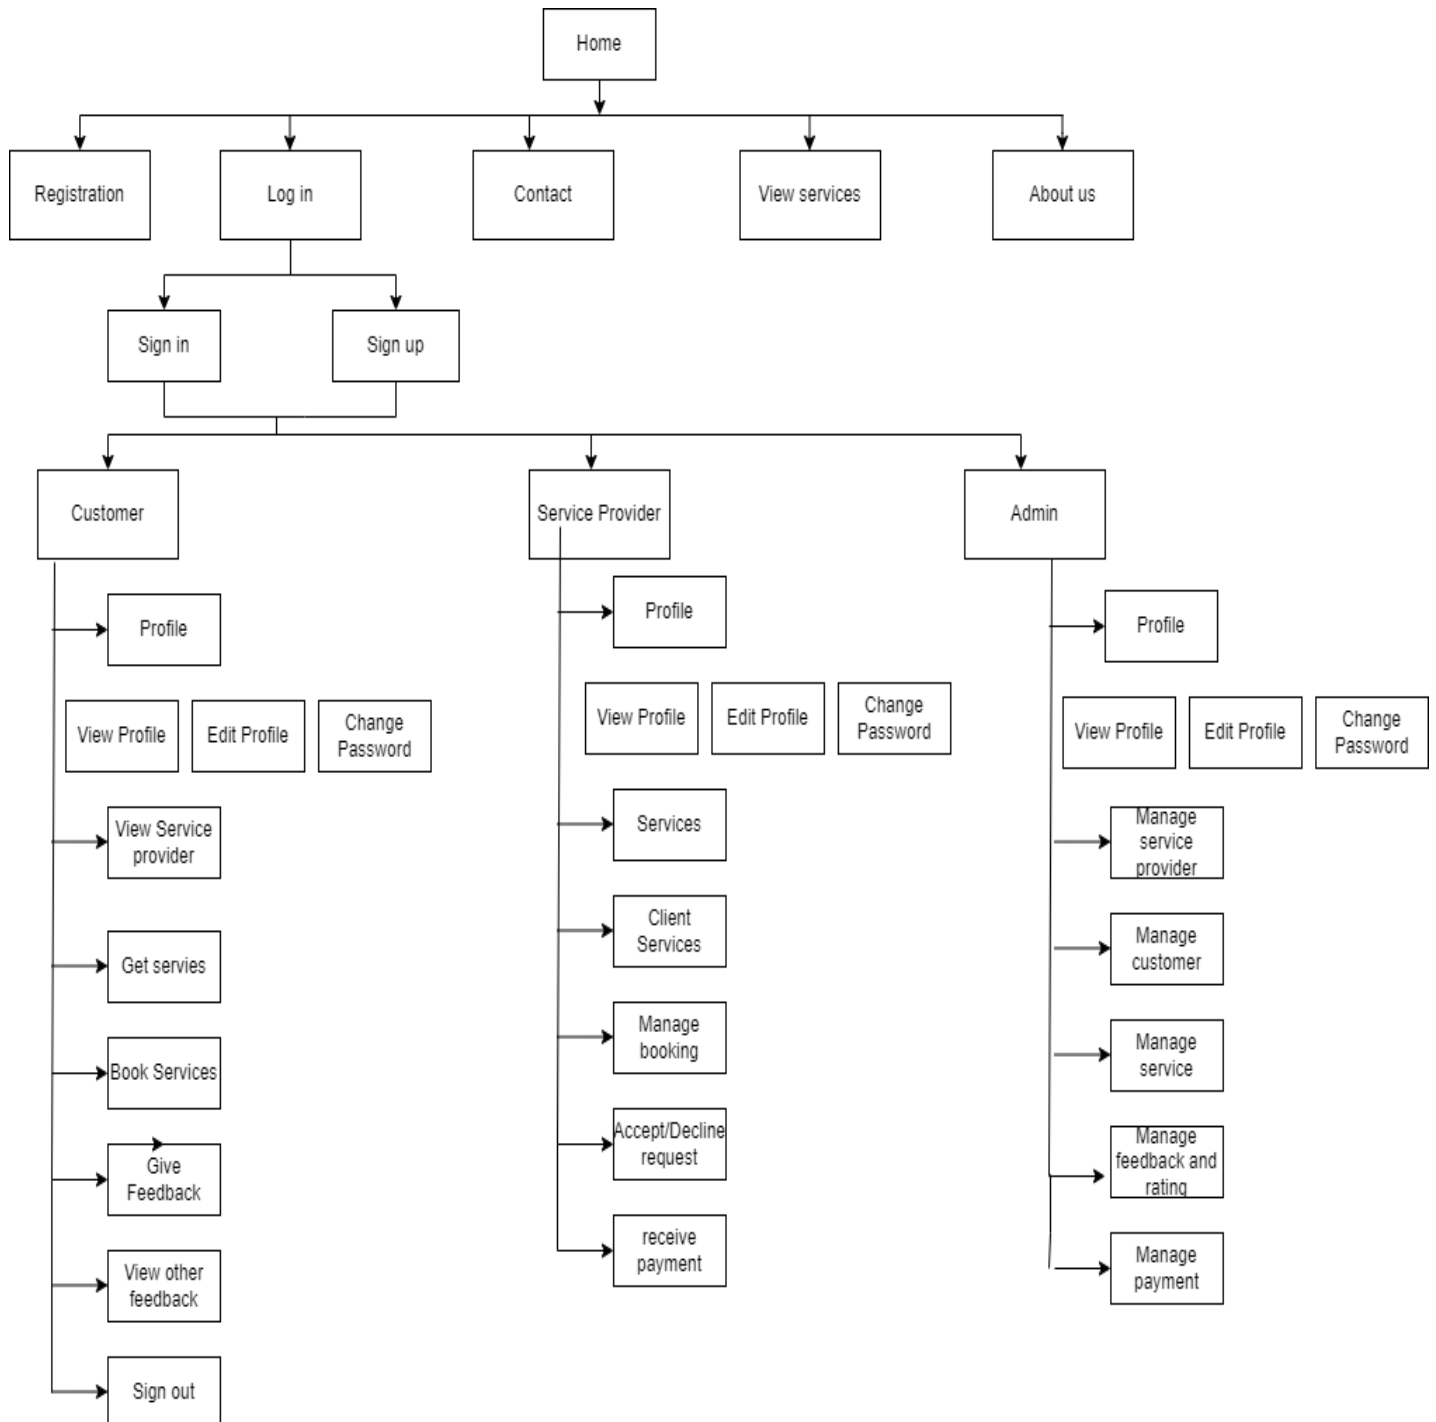 Home
Registration
Log in
Contact
View services
About us
Sign in
Sign up
Customer
Service Provider
Admin
Profile
View Profile
Edit Profile
Change
Password
View Service
provider
Get servies
Book Services
Give
Feedback
View other
feedback
Sign out
Profile
View Profile
Edit Profile
Change
Password
Services
Client
Services
Manage
booking
Accept/Decline
request
receive
payment
Profile
View Profile
Edit Profile
Change
Password
Manage
service
provider
Manage
customer
Manage
service
Manage
feedback and
rating
Manage
payment